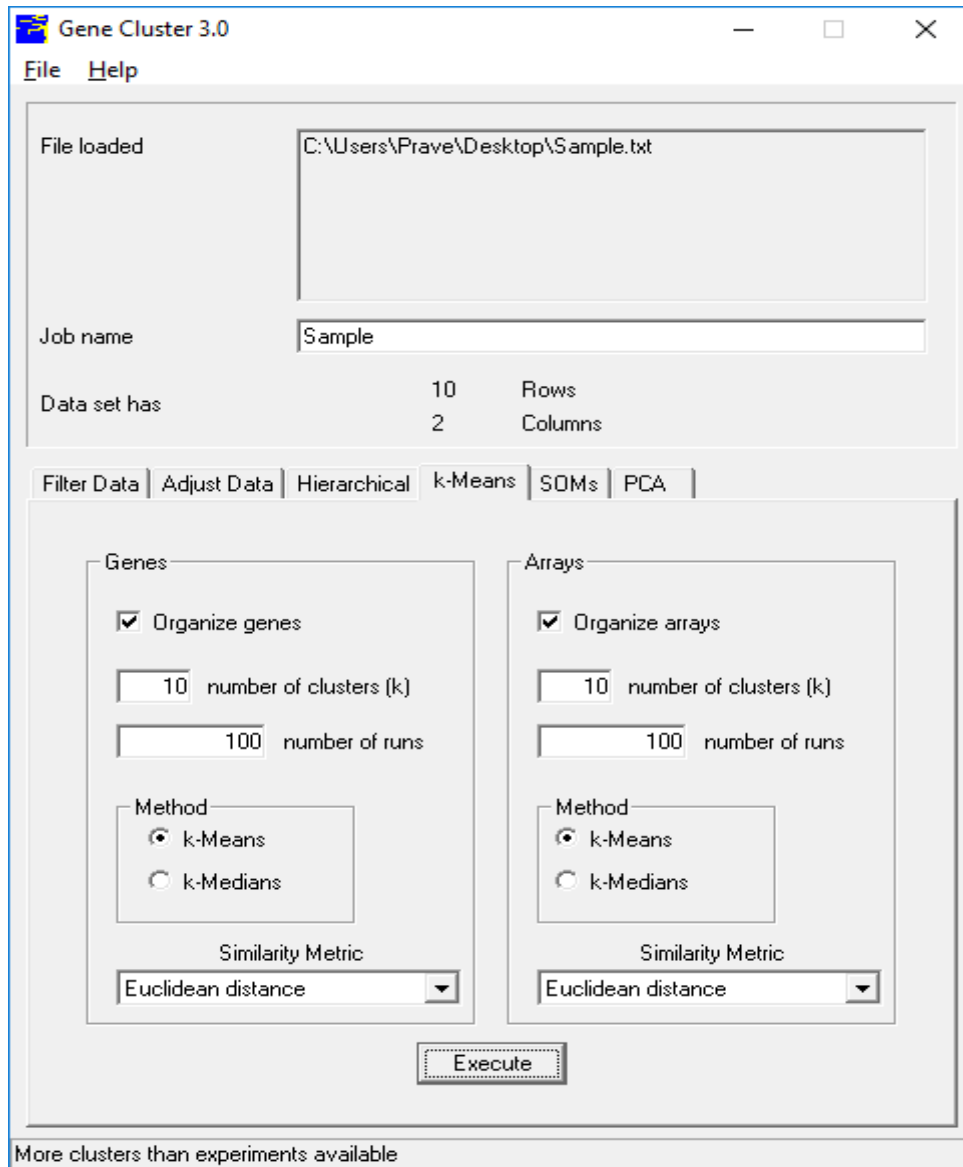 Gene Cluster 3.0
File Help
File loaded
C:\Users\Prave\Desktop\Sample.txt
Job name
Sample
Data set has
10 Rows
2 Columns
Filter Data Adjust Data Hierarchical k-Means SOMs PCA
Genes
Organize genes
10 number of clusters (k)
100 number of runs
Method
k-Means
k-Medians
Similarity Metric
Euclidean distance
Arrays
Organize arrays
10 number of clusters (k)
100 number of runs
Method
k-Means
k-Medians
Similarity Metric
Euclidean distance
Execute
More clusters than experiments available